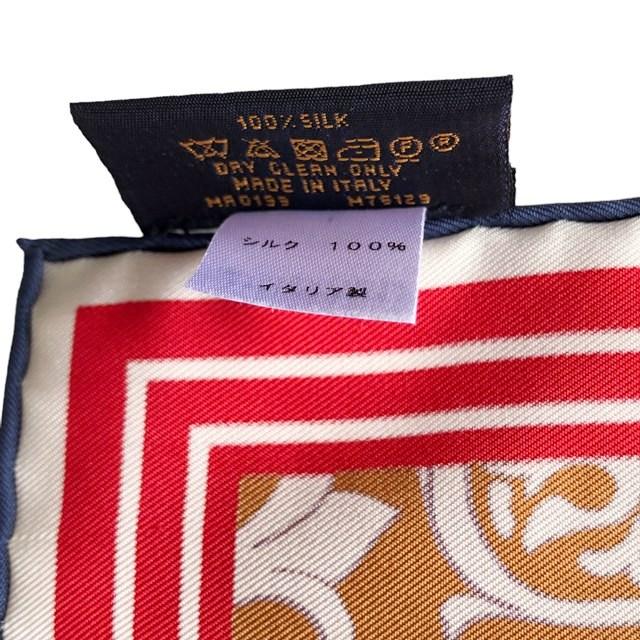 100% SILK
DRY CLEAN ONLY
MADE IN ITALY
MA0199 M76129
シルク 100%
イタリア製